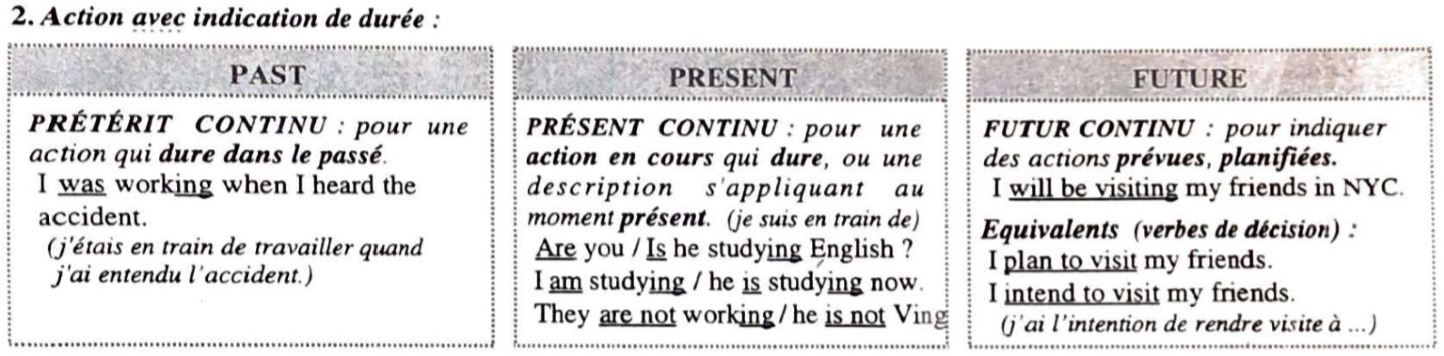 2. Action avec indication de durée :
PAST
PRÉTÉRIT CONTINU : pour une
action qui dure dans le passé.
I was working when I heard the
accident.
(j'étais en train de travailler quand
j'ai entendu l'accident.)
PRESENT
PRÉSENT CONTINU : pour une
action en cours qui dure, ou une
description s'appliquant au
moment présent. (je suis en train de)
Are you / Is he studying English ?
I am studying / he is studying now.
They are not working / he is not Ving
FUTURE
FUTUR CONTINU : pour indiquer
des actions prévues, planifiées.
I will be visiting my friends in NYC.
Equivalents (verbes de décision) :
I plan to visit my friends.
I intend to visit my friends.
(j'ai l'intention de rendre visite à ...)